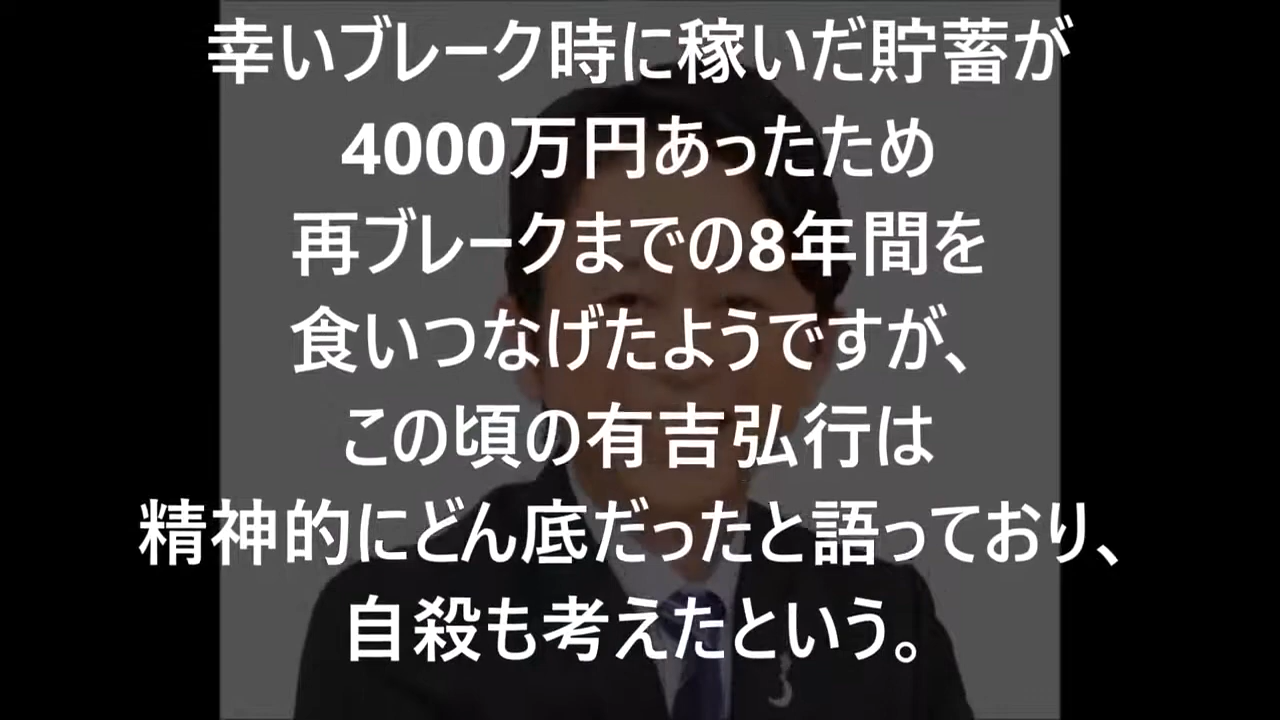 幸いブレーク時に稼いだ貯蓄が
4000万円あったため
再ブレークまでの8年間を
食いつなげたようですが、
この頃の有吉弘行は
精神的にどん底だったと語っており、
自殺も考えたという。